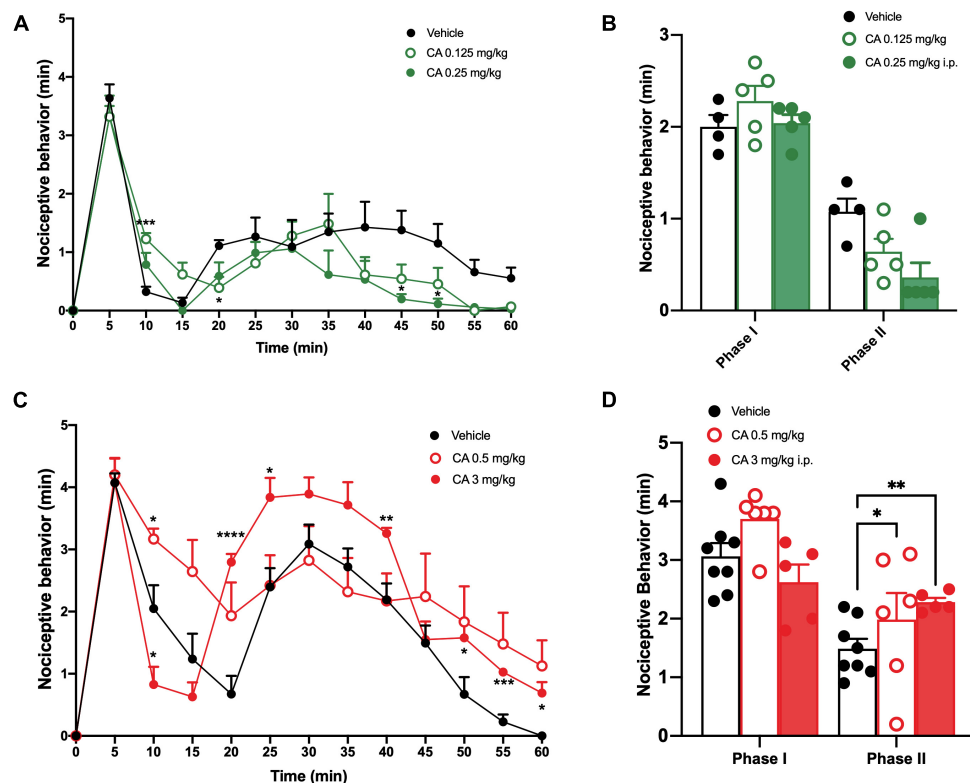 A
Vehicle
CA 0.125 mg/kg
CA 0.25 mg/kg
Nociceptive behavior (min)
5
4
3
2
1
0
***
*
*
*
0 5 10 15 20 25 30 35 40 45 50 55 60
Time (min)
B
Vehicle
CA 0.125 mg/kg
CA 0.25 mg/kg i.p.
Nociceptive behavior (min)
3
2
1
0
Phase I
Phase II
C
Vehicle
CA 0.5 mg/kg
CA 3 mg/kg
Nociceptive behavior (min)
5
4
3
2
1
0
*
*
****
*
**
*
***
*
0 5 10 15 20 25 30 35 40 45 50 55 60
Time (min)
D
Vehicle
CA 0.5 mg/kg
CA 3 mg/kg i.p.
Nociceptive Behavior (min)
5
4
3
2
1
0
**
*
Phase I Phase II